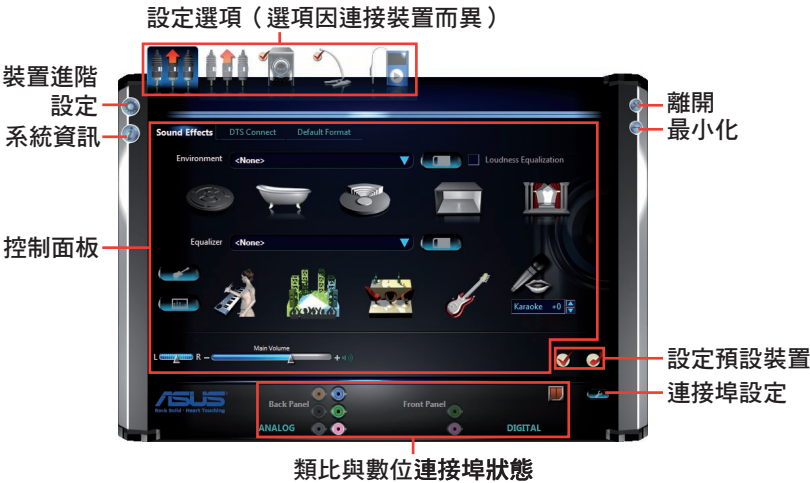 設定選項（選項因連接裝置而異）
裝置進階
設定
系統資訊
離開
最小化
Sound Effects DTS Connect Default Format
Environment <None> Loudness Equalization
控制面板
Equalizer <None>
Karaoke +0
Main Volume
L R − +
設定預設裝置
連接埠設定
ASUS
Rock Solid · Heart Touching
Back Panel Front Panel
ANALOG DIGITAL
類比與數位連接埠狀態